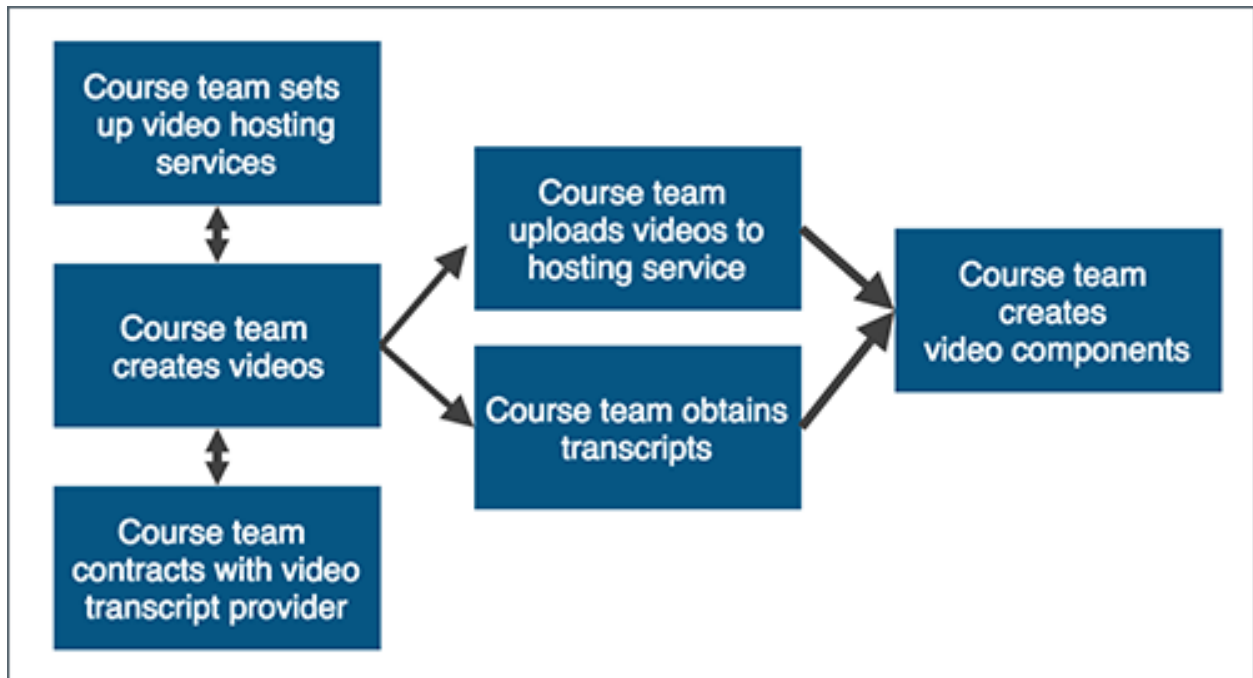 Course team sets
up video hosting
services
Course team
creates videos
Course team
contracts with video
transcript provider
Course team
uploads videos to
hosting service
Course team obtains
transcripts
Course team
creates
video components